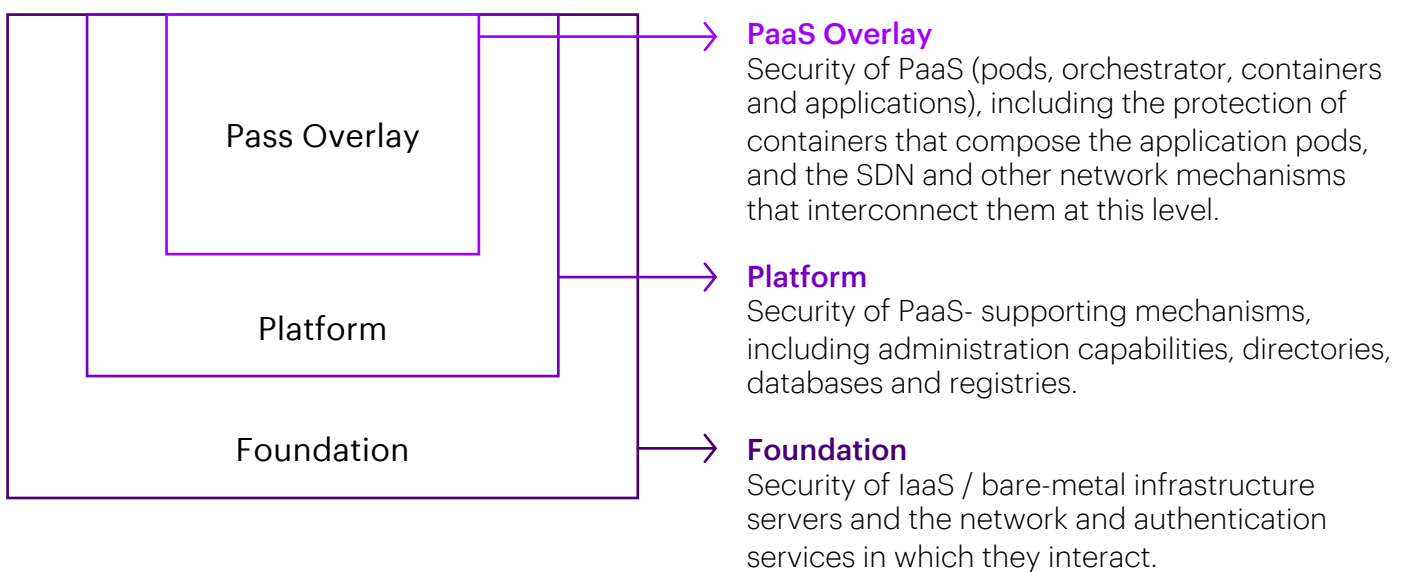 Pass Overlay
Platform
Foundation
PaaS Overlay
Security of PaaS (pods, orchestrator, containers
and applications), including the protection of
containers that compose the application pods,
and the SDN and other network mechanisms
that interconnect them at this level.
Platform
Security of PaaS- supporting mechanisms,
including administration capabilities, directories,
databases and registries.
Foundation
Security of IaaS / bare-metal infrastructure
servers and the network and authentication
services in which they interact.